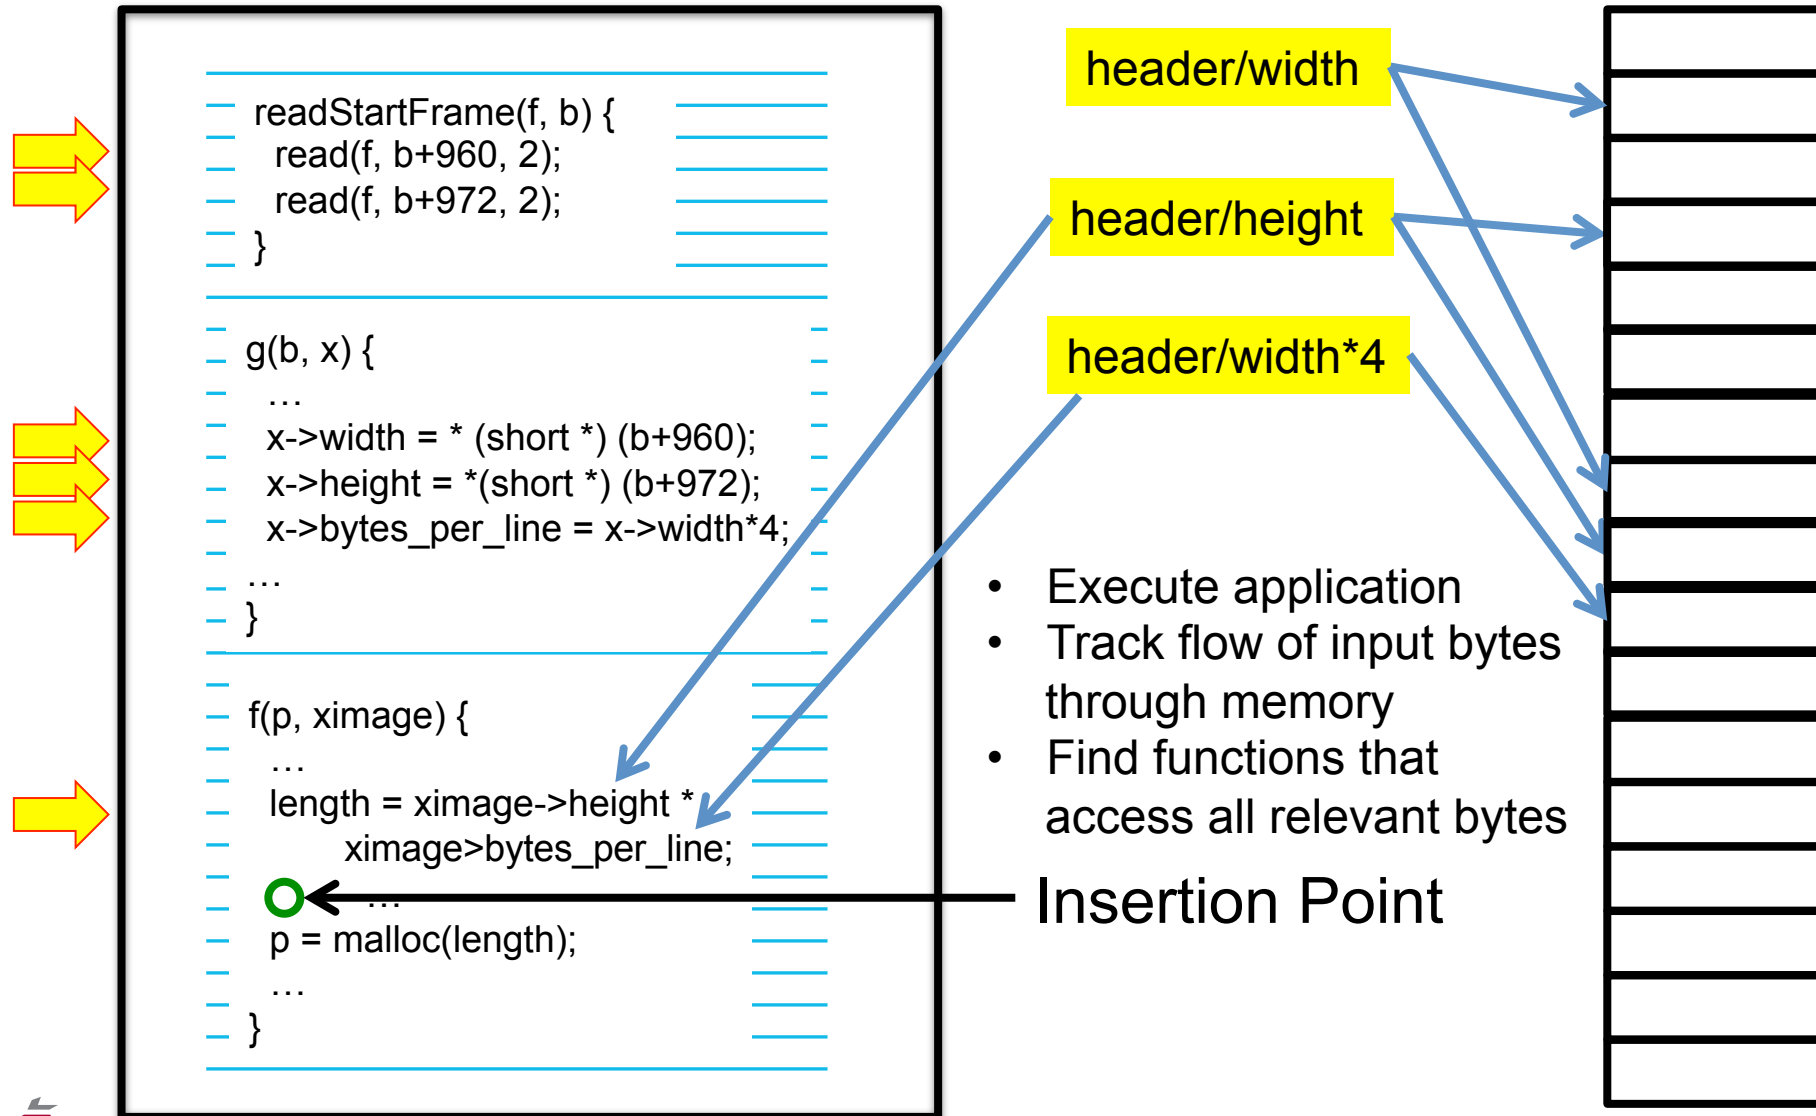 readStartFrame(f, b) {
read(f, b+960, 2);
read(f, b+972, 2);
}
g(b, x) {
…
x->width = * (short *) (b+960);
x->height = *(short *) (b+972);
x->bytes_per_line = x->width*4;
…
}
f(p, ximage) {
…
length = ximage->height *
ximage>bytes_per_line;
…
p = malloc(length);
…
}
header/width
header/height
header/width*4
• Execute application
• Track flow of input bytes
through memory
• Find functions that
access all relevant bytes
Insertion Point